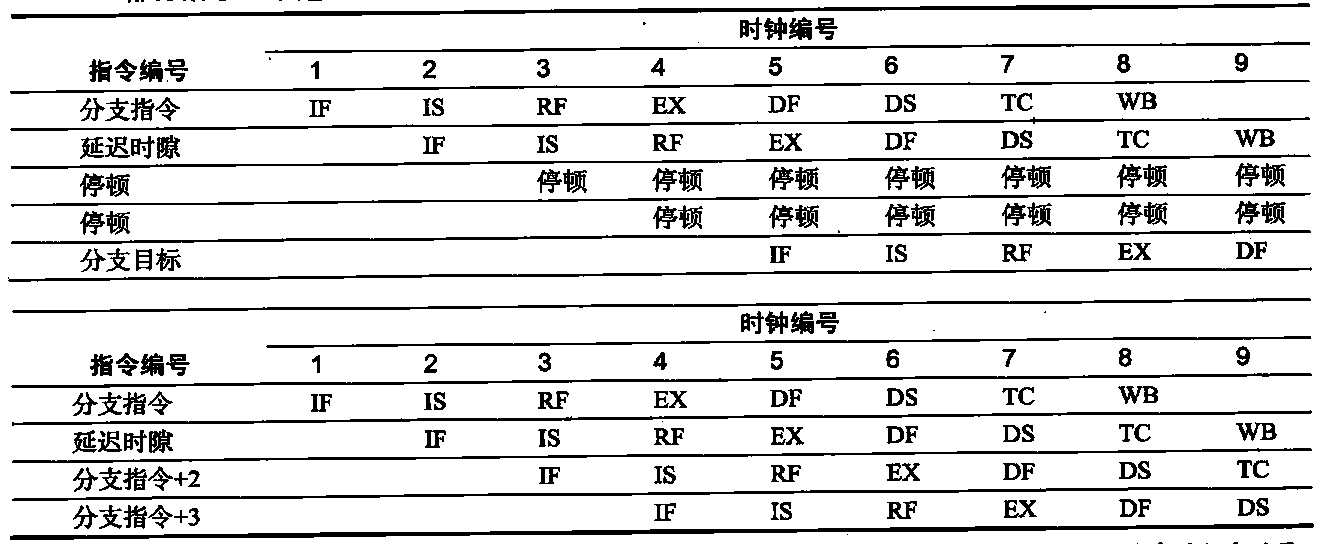 时钟编号
指令编号 1 2 3 4 5 6 7 8 9
分支指令 IF IS RF EX DF DS TC WB
延迟时隙 IF IS RF EX DF DS TC WB
停顿 停顿 停顿 停顿 停顿 停顿 停顿 停顿
停顿 停顿 停顿 停顿 停顿 停顿 停顿
分支目标 IF IS RF EX DF
时钟编号
指令编号 1 2 3 4 5 6 7 8 9
分支指令 IF IS RF EX DF DS TC WB
延迟时隙 IF IS RF EX DF DS TC WB
分支指令+2 IF IS RF EX DF DS TC
分支指令+3 IF IS RF EX DF DS